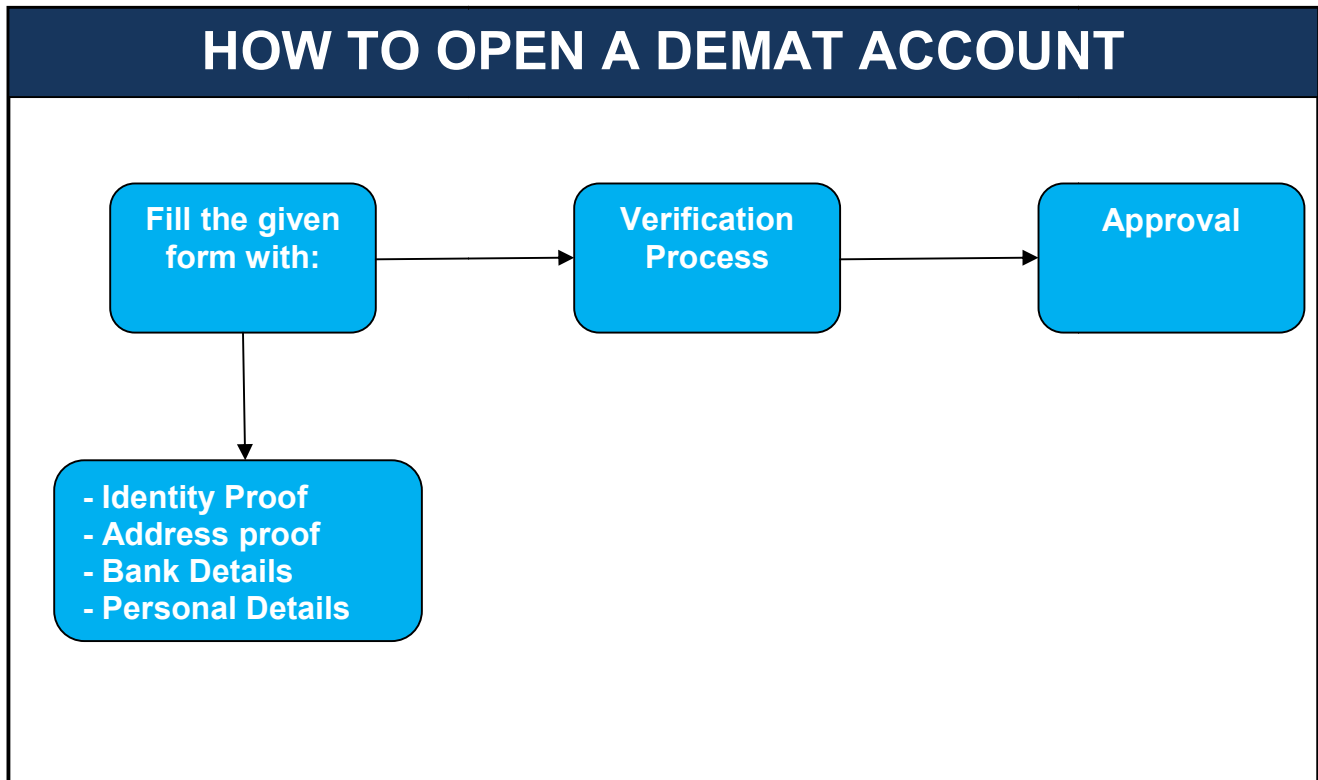 HOW TO OPEN A DEMAT ACCOUNT
Fill the given
form with:
Verification
Process
Approval
- Identity Proof
- Address proof
- Bank Details
- Personal Details